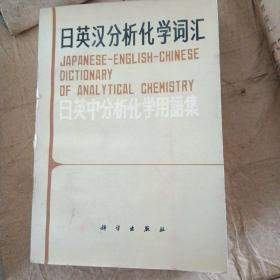 日英汉分析化学词汇
JAPANESE-ENGLISH-CHINESE
DICTIONARY
OF ANALYTICAL CHEMISTRY
日英中分析化学用語集
科学出版社